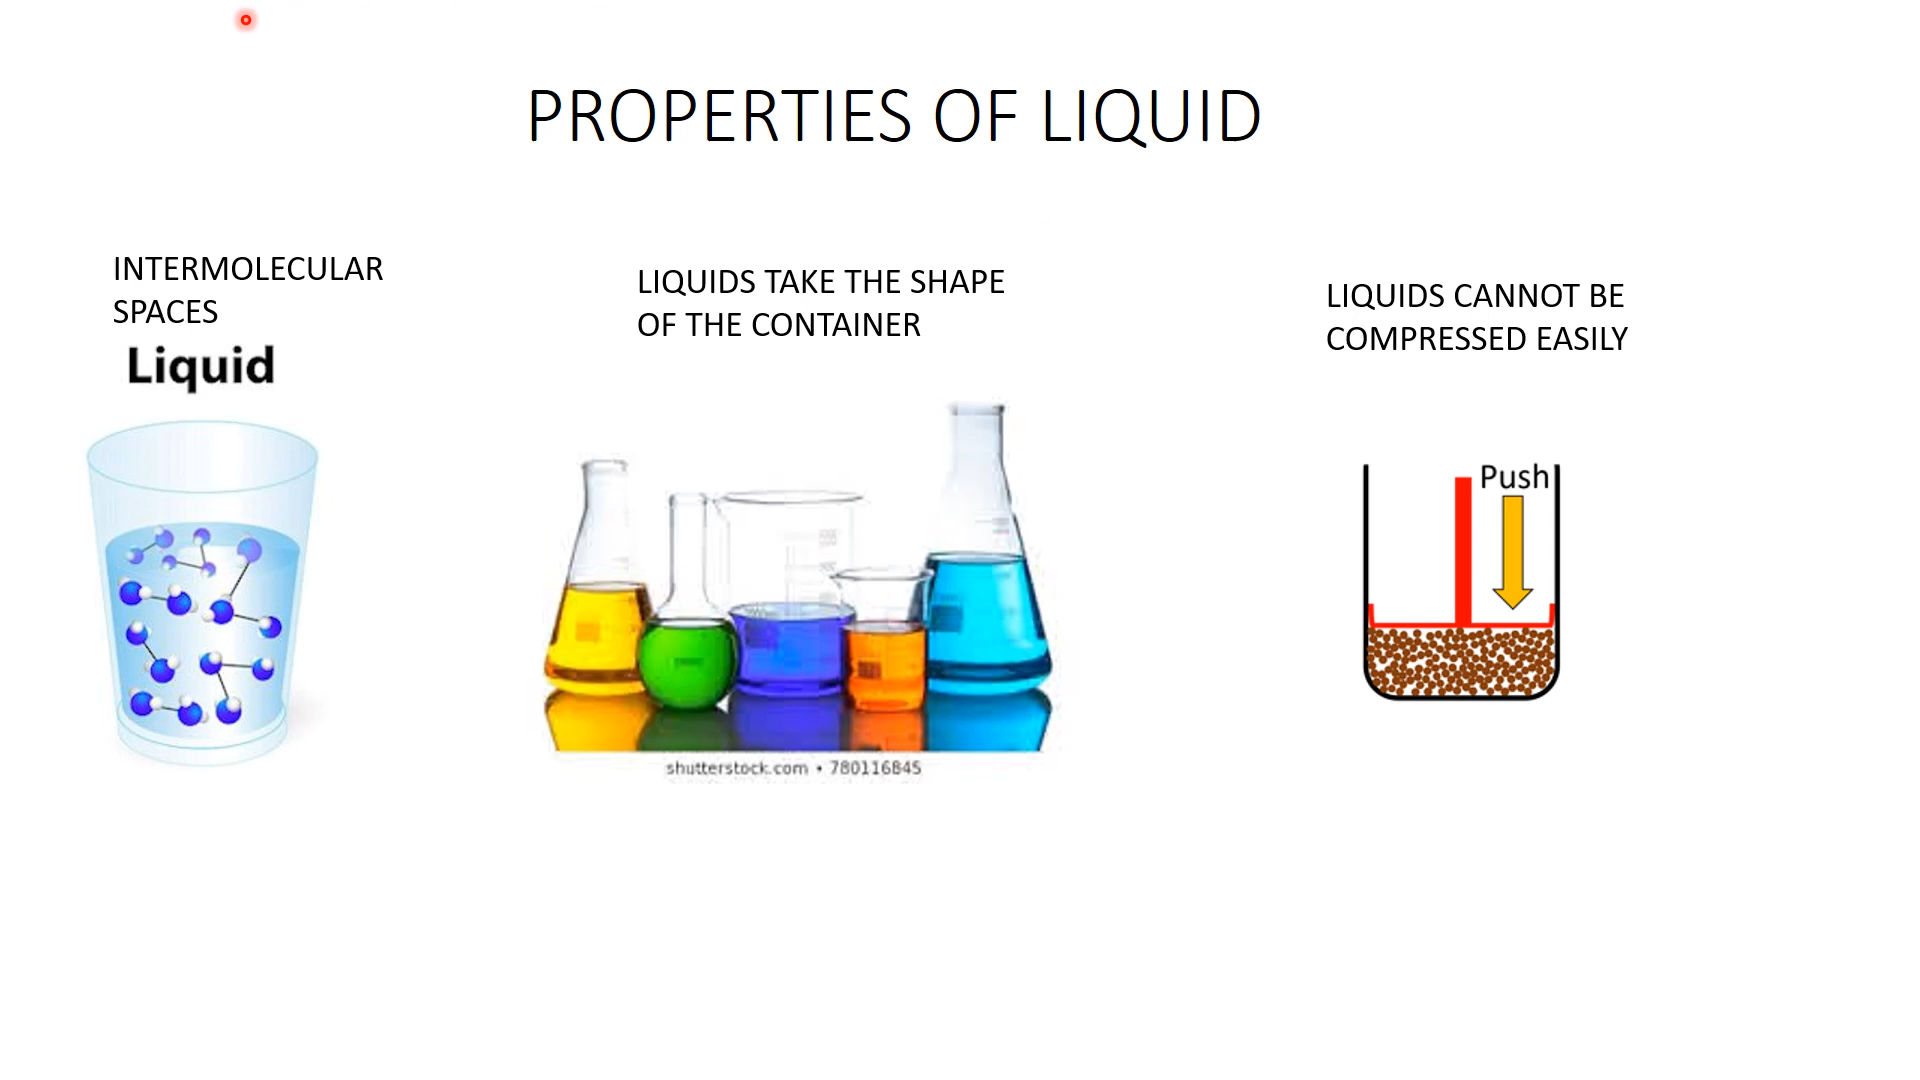 PROPERTIES OF LIQUID
INTERMOLECULAR
SPACES
Liquid
LIQUIDS TAKE THE SHAPE
OF THE CONTAINER
shutterstock.com • 780116845
LIQUIDS CANNOT BE
COMPRESSED EASILY
Push